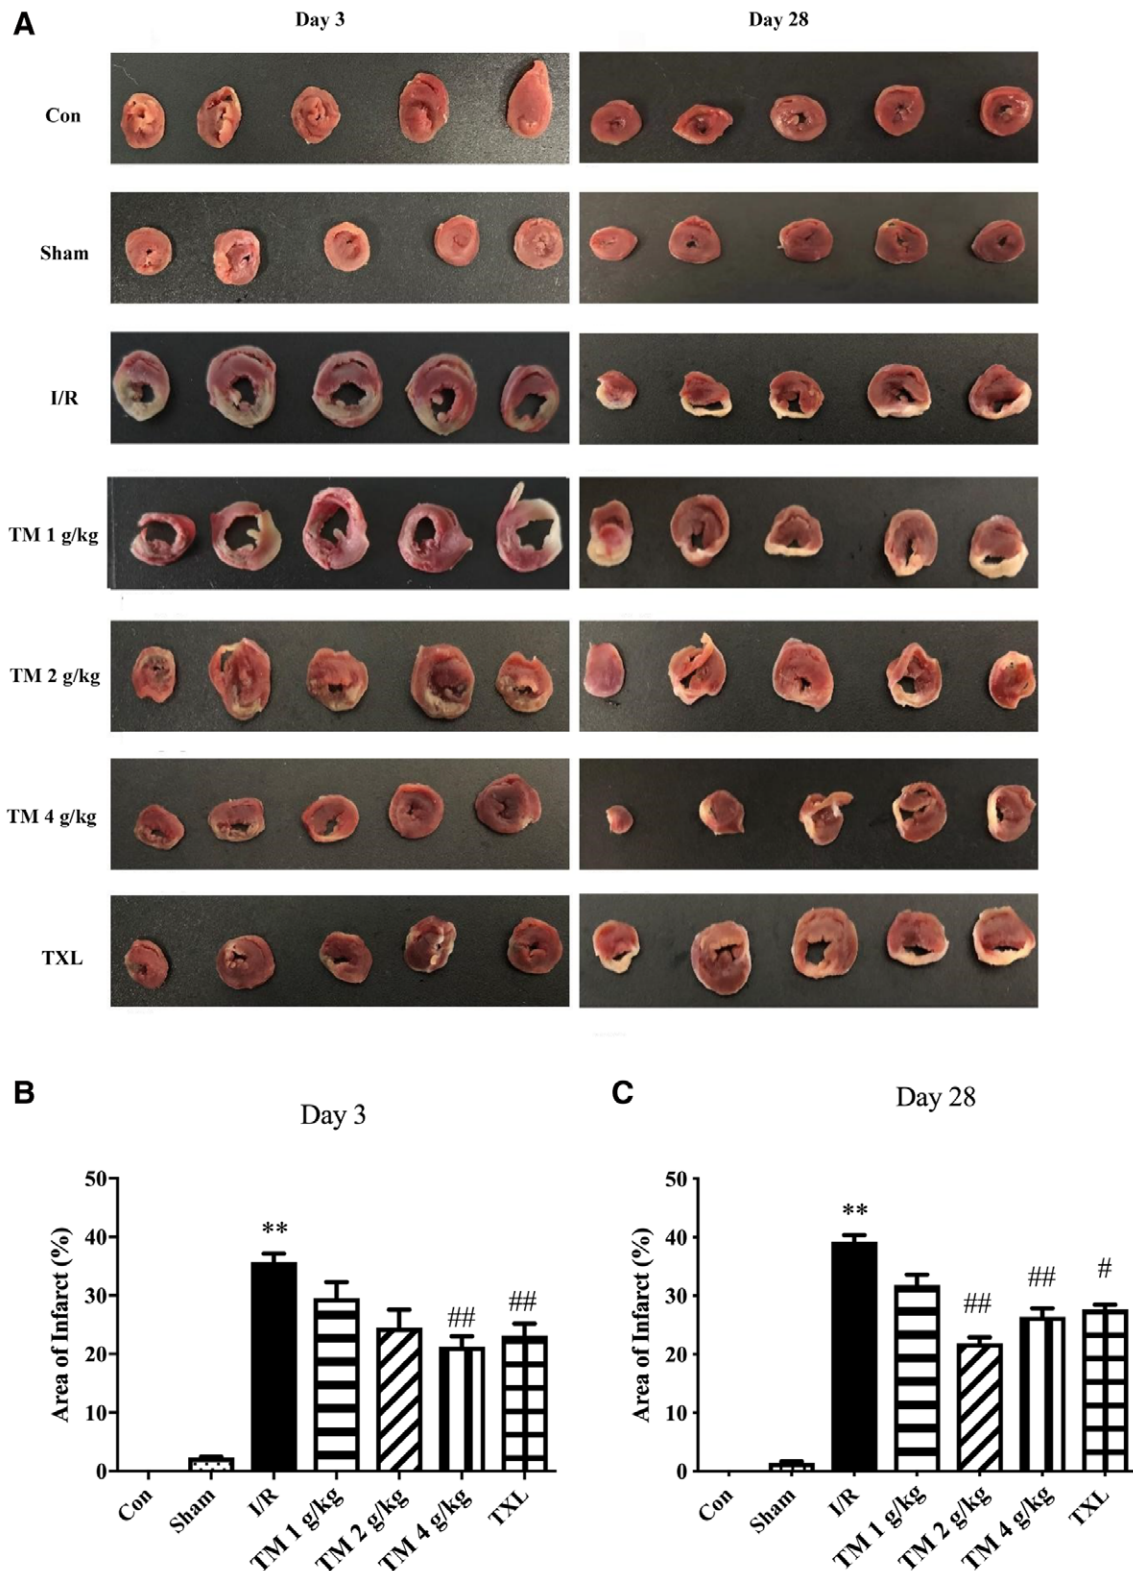 A
Day 3
Day 28
Con
Sham
I/R
TM 1 g/kg
TM 2 g/kg
TM 4 g/kg
TXL
B
Day 3
Area of Infarct (%)
50
40
30
20
10
0
**
##
##
Con
Sham
I/R
TM 1 g/kg
TM 2 g/kg
TM 4 g/kg
TXL
C
Day 28
Area of Infarct (%)
50
40
30
20
10
0
**
##
##
#
Con
Sham
I/R
TM 1 g/kg
TM 2 g/kg
TM 4 g/kg
TXL